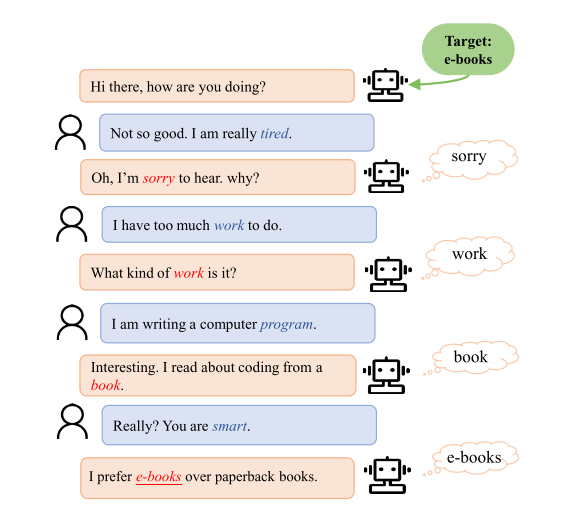 Target:
e-books
Hi there, how are you doing?
Not so good. I am really tired.
sorry
Oh, I'm sorry to hear. why?
I have too much work to do.
work
What kind of work is it?
I am writing a computer program.
book
Interesting. I read about coding from a
book.
Really? You are smart.
e-books
I prefer e-books over paperback books.